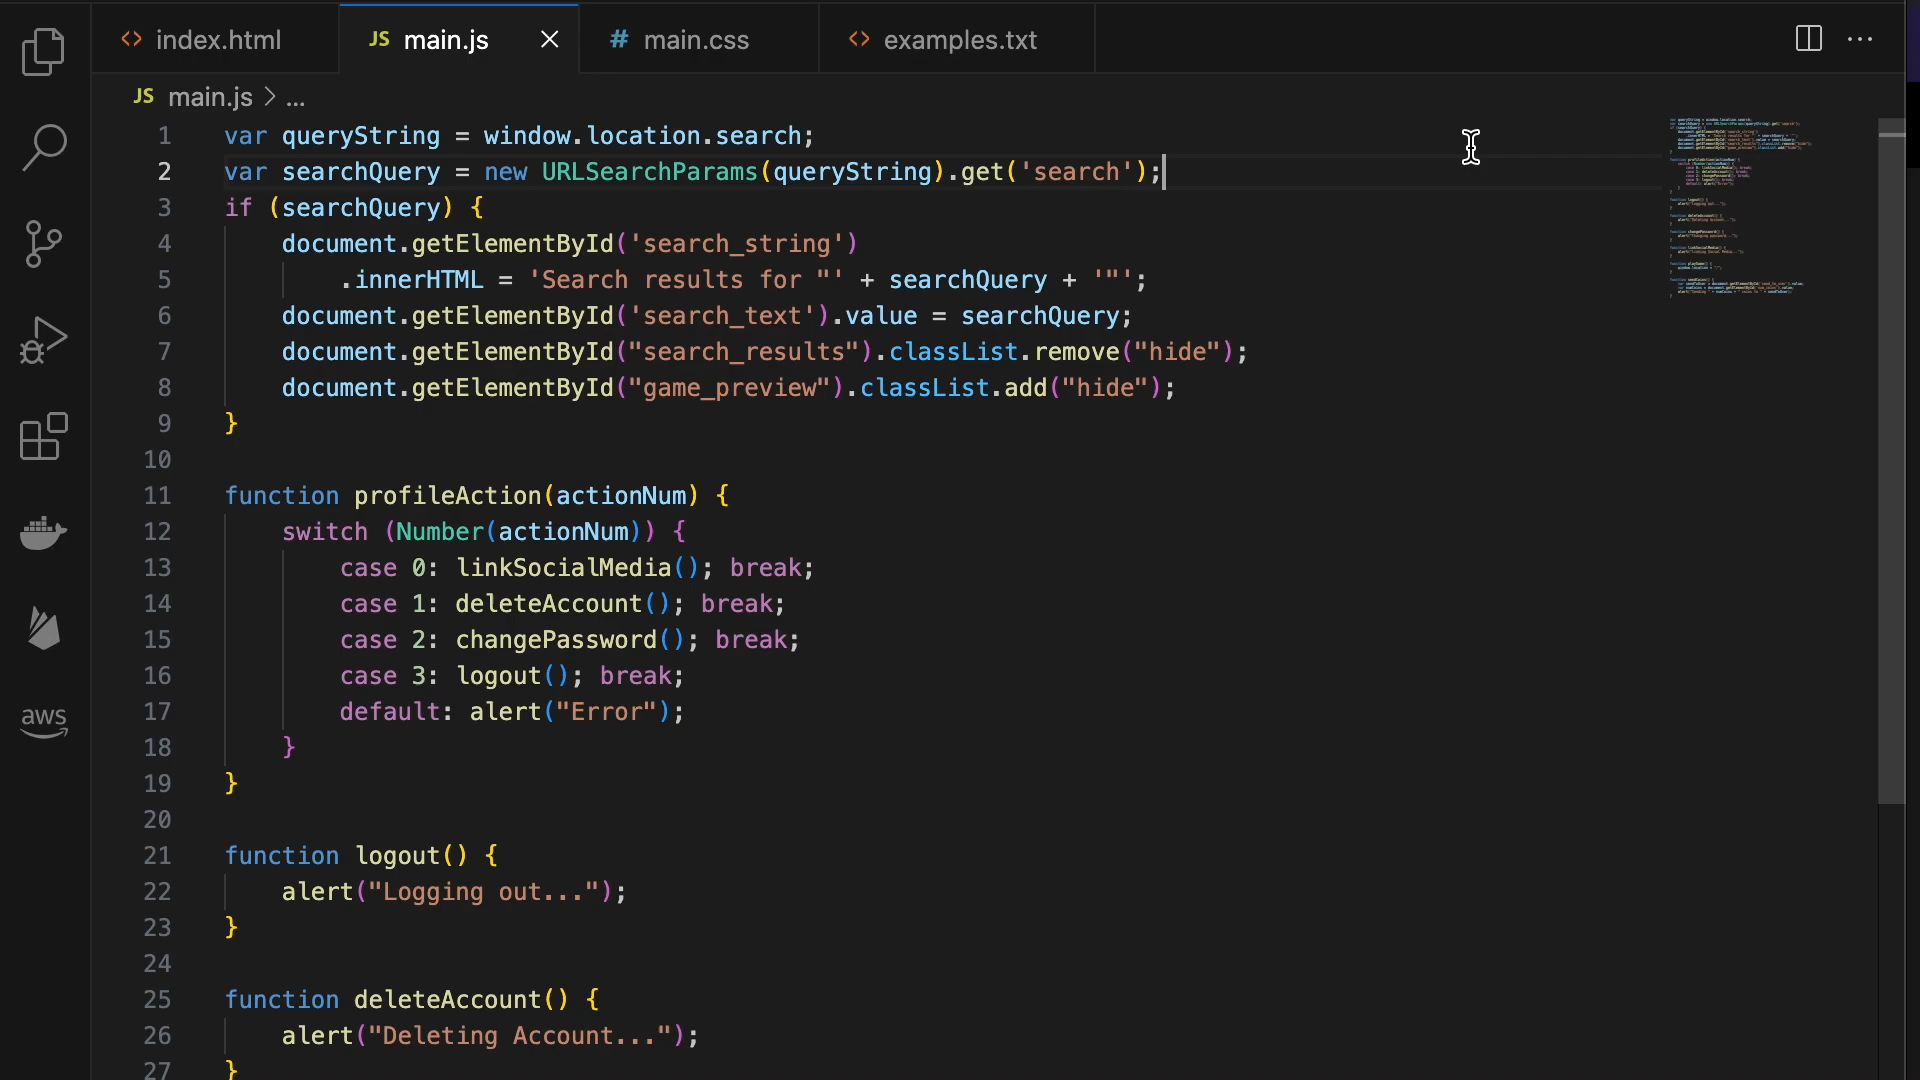 <> index.html
JS main.js
# main.css
<> examples.txt
JS main.js > ...
1 var queryString = window.location.search;
2 var searchQuery = new URLSearchParams(queryString).get('search');
3 if (searchQuery) {
4 document.getElementById('search_string')
5 .innerHTML = 'Search results for "' + searchQuery + '"';
6 document.getElementById('search_text').value = searchQuery;
7 document.getElementById("search_results").classList.remove("hide");
8 document.getElementById("game_preview").classList.add("hide");
9 }
10
11 function profileAction(actionNum) {
12 switch (Number(actionNum)) {
13 case 0: linkSocialMedia(); break;
14 case 1: deleteAccount(); break;
15 case 2: changePassword(); break;
16 case 3: logout(); break;
17 default: alert("Error");
18 }
19 }
20
21 function logout() {
22 alert("Logging out...");
23 }
24
25 function deleteAccount() {
26 alert("Deleting Account...");
27 }
aws